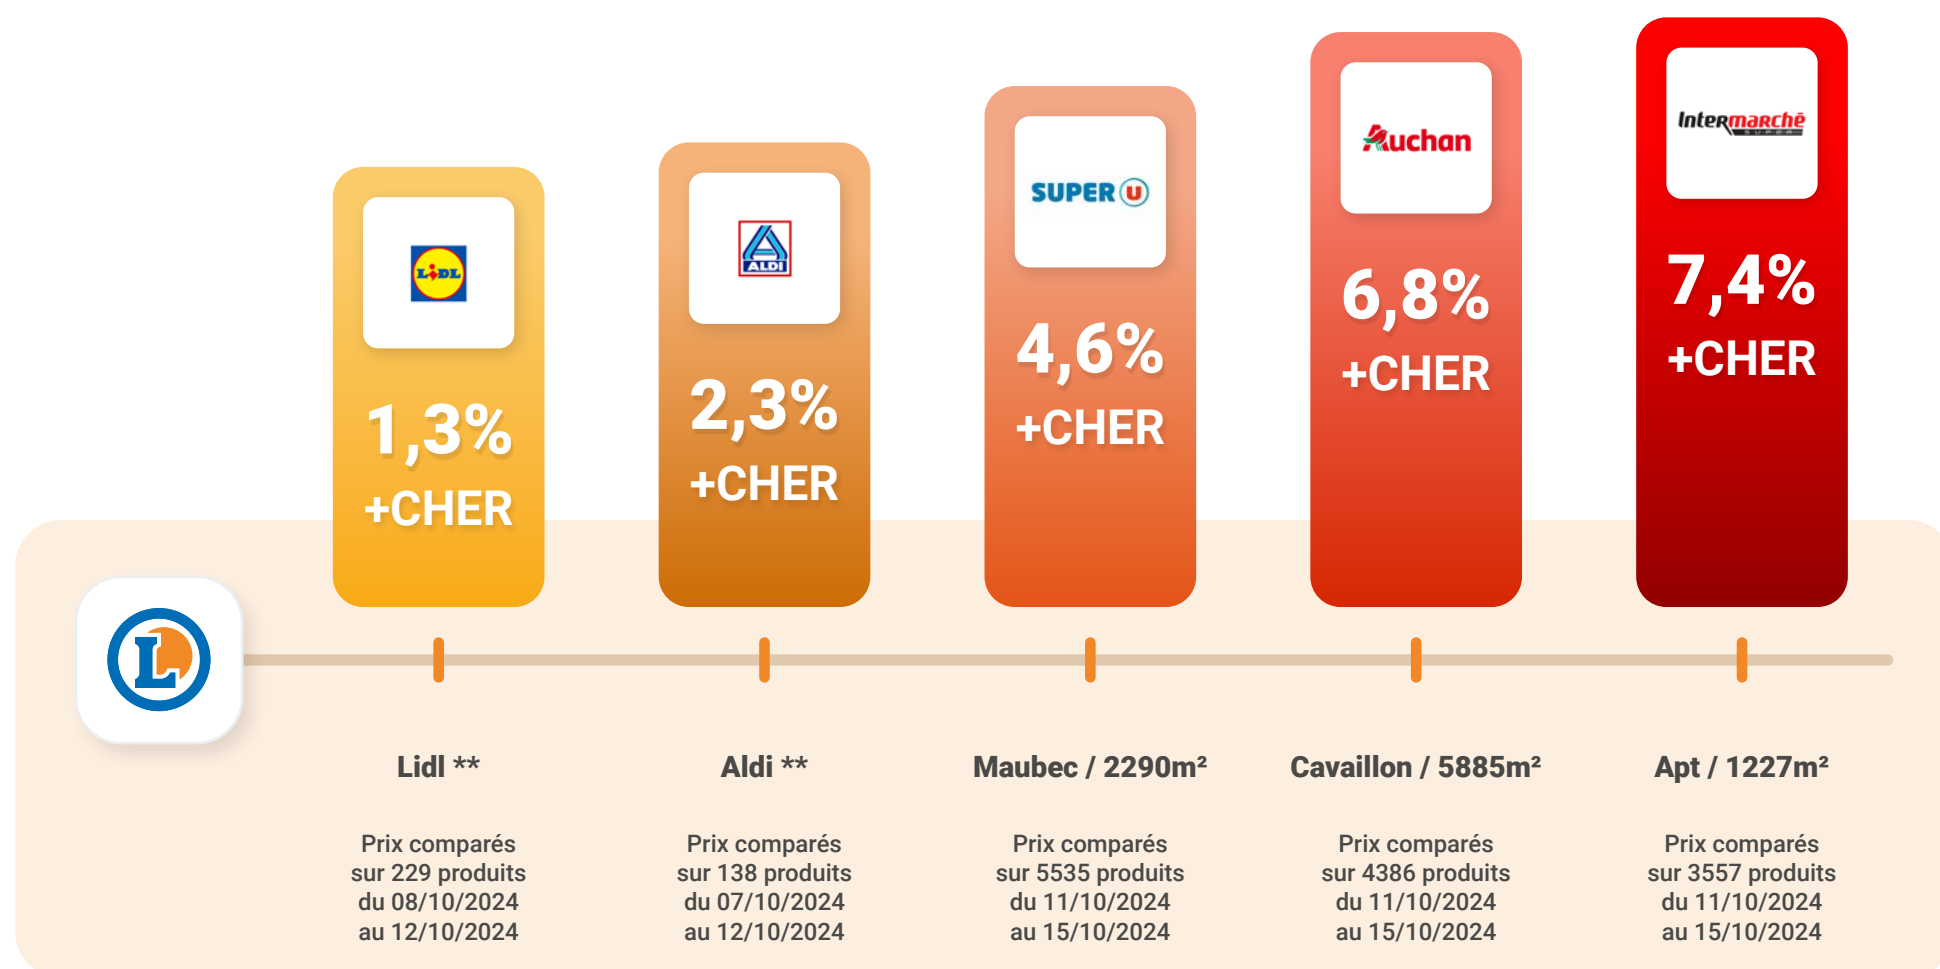 LiDL
1,3%
+CHER
ALDI
2,3%
+CHER
SUPER U
4,6%
+CHER
Auchan
6,8%
+CHER
Intermarchē
SUPER
7,4%
+CHER
L
Lidl **
Prix comparés
sur 229 produits
du 08/10/2024
au 12/10/2024
Aldi **
Prix comparés
sur 138 produits
du 07/10/2024
au 12/10/2024
Maubec / 2290m²
Prix comparés
sur 5535 produits
du 11/10/2024
au 15/10/2024
Cavaillon / 5885m²
Prix comparés
sur 4386 produits
du 11/10/2024
au 15/10/2024
Apt / 1227m²
Prix comparés
sur 3557 produits
du 11/10/2024
au 15/10/2024